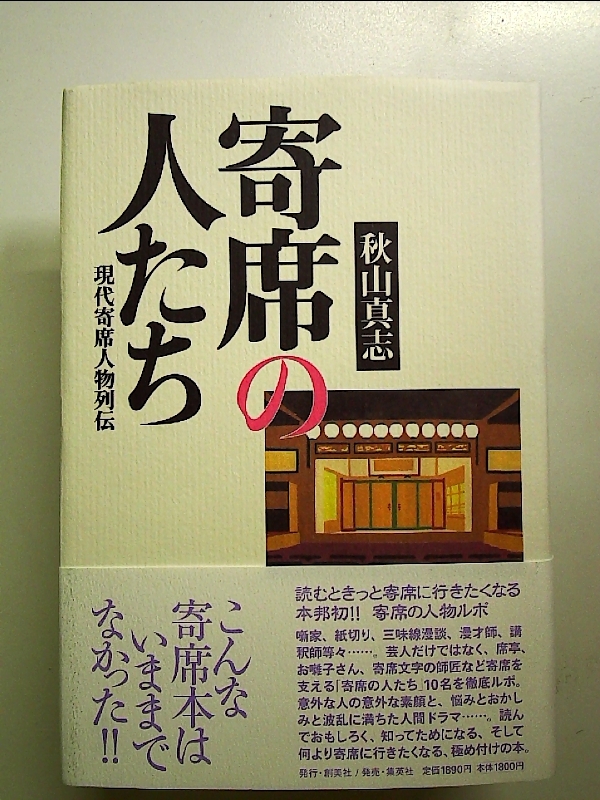 寄席の
人たち
現代寄席人物列伝
秋山真志
こんな
寄席本は
いままで
なかった!!
読むときっと寄席に行きたくなる
本邦初!! 寄席の人物ルポ
噺家、紙切り、三味線漫談、漫才師、講
釈師等々……。芸人だけではなく、席亭、
お囃子さん、寄席文字の師匠など寄席を
支える「寄席の人たち」10名を徹底ルポ。
意外な人の意外な素顔と、悩みとおかし
みと波乱に満ちた人間ドラマ……。読ん
でおもしろく、知ってためになる、そして
何より寄席に行きたくなる、極め付けの本。
発行・創美社/発売・集英社 定価1890円 本体1800円